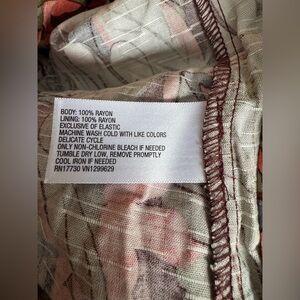 BODY: 100% RAYON
LINING: 100% RAYON
EXCLUSIVE OF ELASTIC
MACHINE WASH COLD WITH LIKE COLORS
DELICATE CYCLE
ONLY NON-CHLORINE BLEACH IF NEEDED
TUMBLE DRY LOW, REMOVE PROMPTLY
COOL IRON IF NEEDED
RN17730 VN1299629